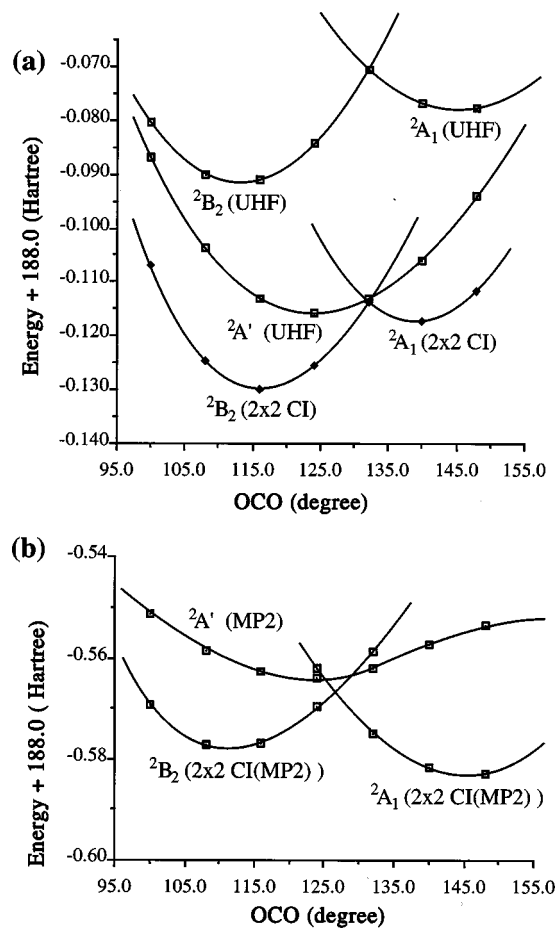 (a)
-0.070
-0.080
-0.090
-0.100
-0.110
-0.120
-0.130
-0.140
Energy + 188.0 (Hartree)
²A₁ (UHF)
²B₂ (UHF)
²A' (UHF)
²A₁ (2x2 CI)
²B₂ (2x2 CI)
95.0 105.0 115.0 125.0 135.0 145.0 155.0
OCO (degree)
(b)
-0.54
-0.56
-0.58
-0.60
Energy + 188.0 ( Hartree)
²A' (MP2)
²B₂ (2x2 CI(MP2) )
²A₁ (2x2 CI(MP2) )
95.0 105.0 115.0 125.0 135.0 145.0 155.0
OCO (degree)